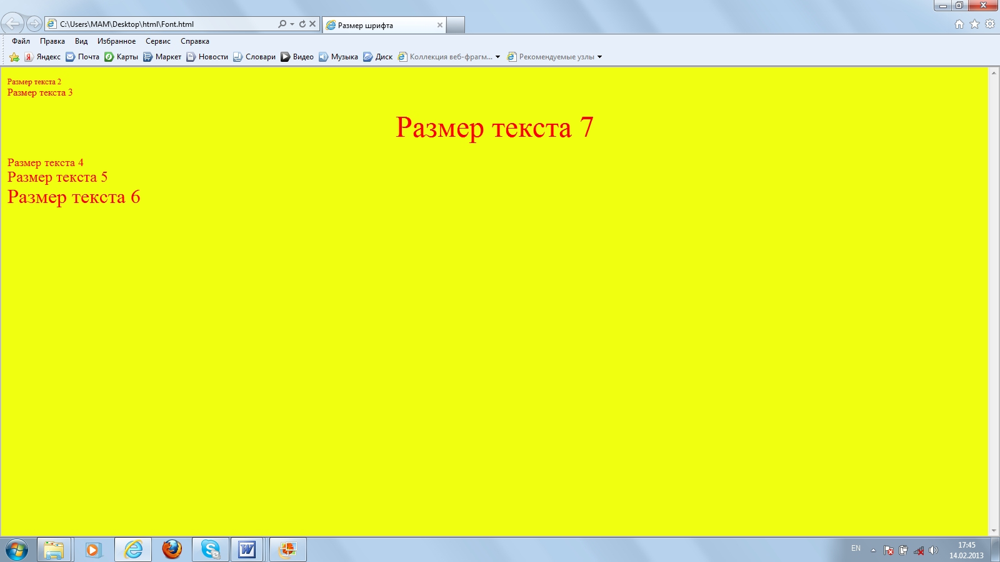 C:\Users\MAM\Desktop\html\Font.html
Размер шрифта
Файл Правка Вид Избранное Сервис Справка
Яндекс Почта Карты Маркет Новости Словари Видео Музыка Диск Коллекция веб-фрагм... Рекомендуемые узлы
Размер текста 2
Размер текста 3
Размер текста 7
Размер текста 4
Размер текста 5
Размер текста 6
EN
17:45
14.02.2013